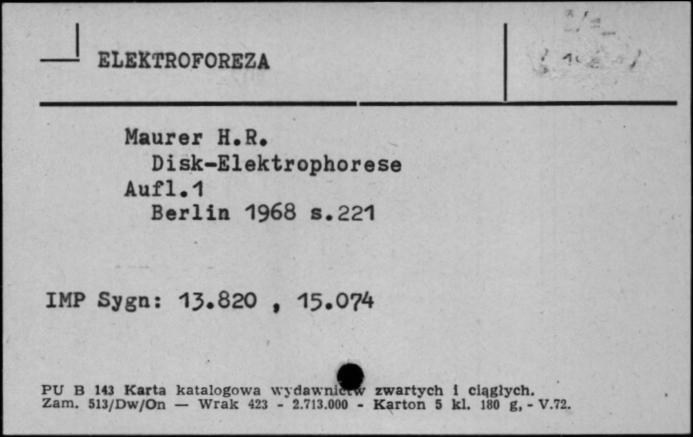 ELEKTROFOREZA
Maurer H.R.
Disk-Elektrophorese
Aufl.1
Berlin 1968 s.221
IMP Sygn: 13.820 , 15.074
PU B 143 Karta katalogowa wydawnictw zwartych i ciągłych.
Zam. 513/Dw/On — Wrak 423 - 2.713.000 - Karton 5 kl. 180 g, - V.72.